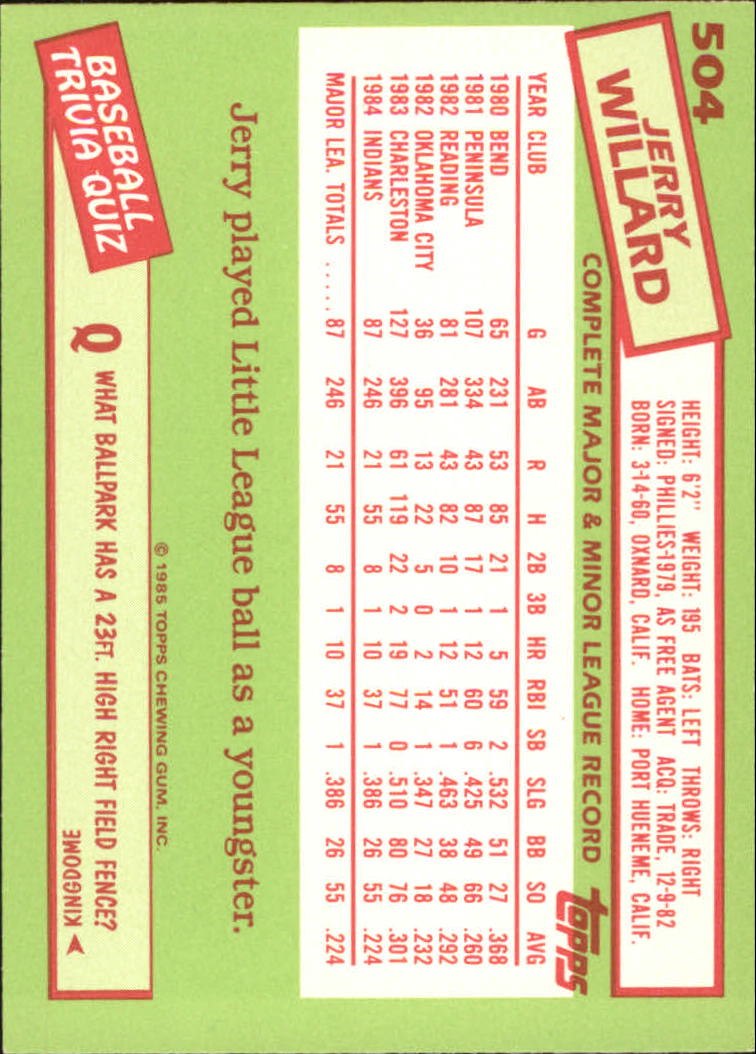 504
JERRY
WILLARD
HEIGHT: 6'2" WEIGHT: 195 BATS: LEFT THROWS: RIGHT
SIGNED: PHILLIES-1979, AS FREE AGENT ACQ: TRADE, 12-9-82
BORN: 3-14-60, OXNARD, CALIF. HOME: PORT HUENEME, CALIF.
COMPLETE MAJOR & MINOR LEAGUE RECORD
topps
YEAR CLUB G AB R H 2B 3B HR RBI SB SLG BB SO AVG
1980 BEND 65 231 53 85 21 1 5 59 2 .532 51 27 .368
1981 PENINSULA 107 334 43 87 17 1 12 60 6 .425 49 66 .260
1982 READING 81 281 43 82 10 1 12 51 1 .463 38 48 .292
1982 OKLAHOMA CITY 36 95 13 22 5 0 2 14 1 .347 27 18 .232
1983 CHARLESTON 127 396 61 119 22 2 19 77 0 .510 80 76 .301
1984 INDIANS 87 246 21 55 8 1 10 37 1 .386 26 55 .224
MAJOR LEA. TOTALS ..... 87 246 21 55 8 1 10 37 1 .386 26 55 .224
Jerry played Little League ball as a youngster.
© 1985 TOPPS CHEWING GUM, INC.
BASEBALL
TRIVIA QUIZ
Q WHAT BALLPARK HAS A 23FT. HIGH RIGHT FIELD FENCE?
KINGDOME